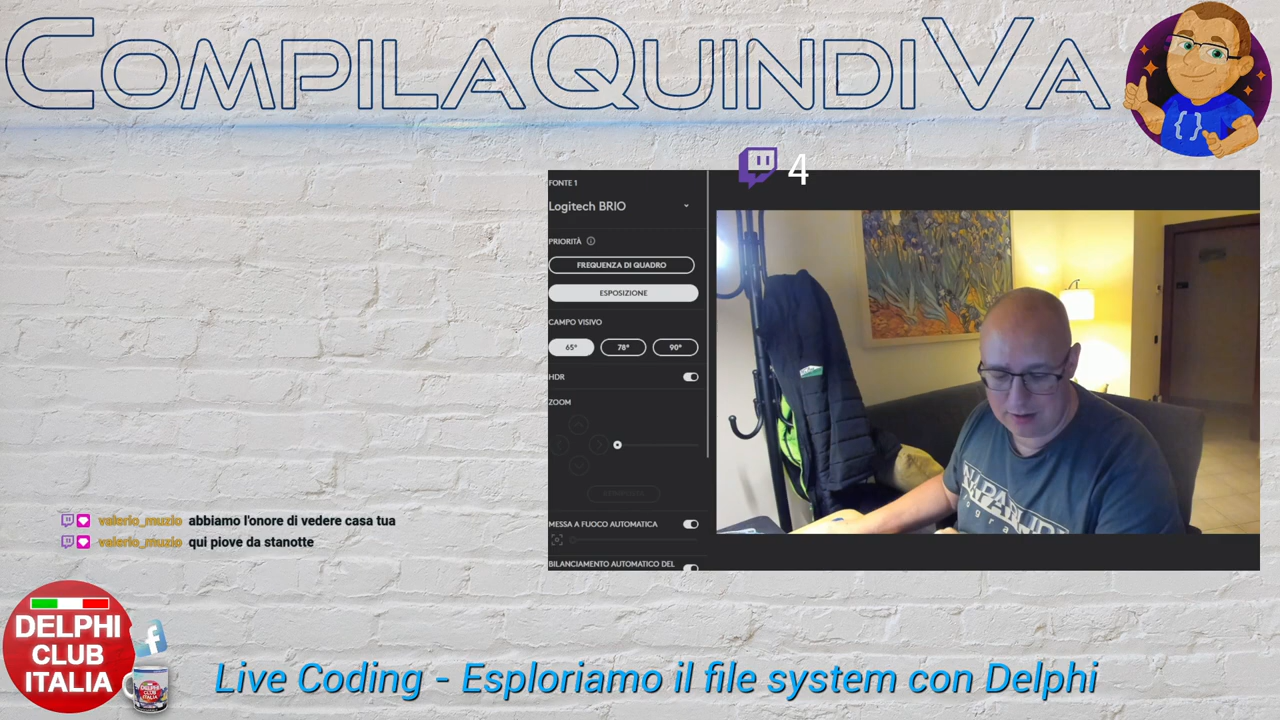 CompilaQuindiVa
{ }
4
FONTE 1
Logitech BRIO
PRIORITÀ
FREQUENZA DI QUADRO
ESPOSIZIONE
CAMPO VISIVO
65° 78° 90°
HDR
ZOOM
MESSA A FUOCO AUTOMATICA
BILANCIAMENTO AUTOMATICO DEL
valerio_muzio abbiamo l'onore di vedere casa tua
valerio_muzio qui piove da stanotte
DELPHI
CLUB
ITALIA
f
Live Coding - Esploriamo il file system con Delphi